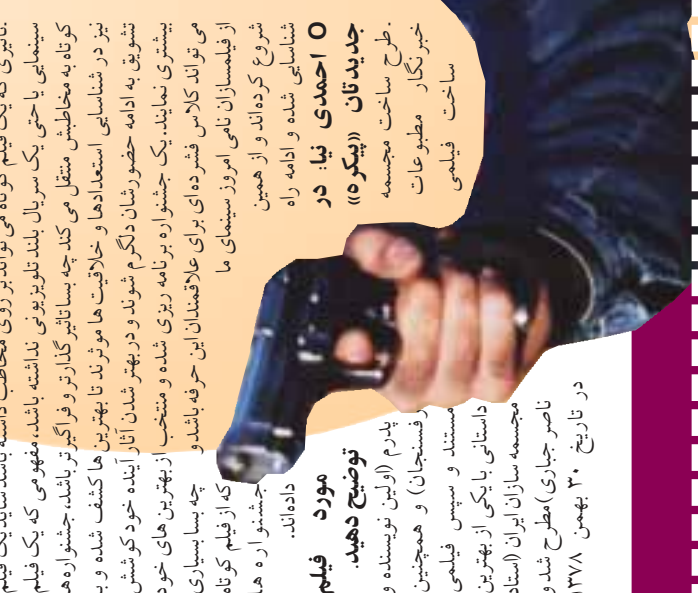 تأثیری که یک فیلم کوتاه می تواند بر روی مخاطب داشته باشد شاید یک فیلم
سینمایی یا حتی یک سریال بلند تلویزیونی نداشته باشد، مفهومی که یک فیلم
کوتاه به مخاطبش منتقل می کند چه بسا تاثیر گذارتر و فراگیر تر باشد، جشنواره ها
نیز در شناسایی استعدادها و خلاقیت ها موثرند تا بهترین ها کشف شده و با
تشویق به ادامه حضورشان دلگرم شوند و در بهتر شدن آثار آینده خود کوشش
بیشتری نمایند. یک جشنواره برنامه ریزی شده و منتخب از بهترین های خود
می تواند کلاس فشرده ای برای علاقمندان این حرفه باشد و چه بسا بسیاری
از فیلمسازان نامی امروز سینمای ما که از فیلم کوتاه
شروع کرده اند و از همین جشنواره ها
شناسایی شده و ادامه راه داده اند.
O احمدی نیا: در مورد فیلم
جدیدتان «پیکره» توضیح دهید.
. طرح ساخت مجسمه پدرم (اولین نویسنده و
خبرنگار مطبوعات رفسنجان) و همچنین
ساخت فیلمی مستند و سپس فیلمی
داستانی با یکی از بهترین
مجسمه سازان ایران (استاد
ناصر جباری) مطرح شد و
در تاریخ ۳۰ بهمن ۱۳۷۸